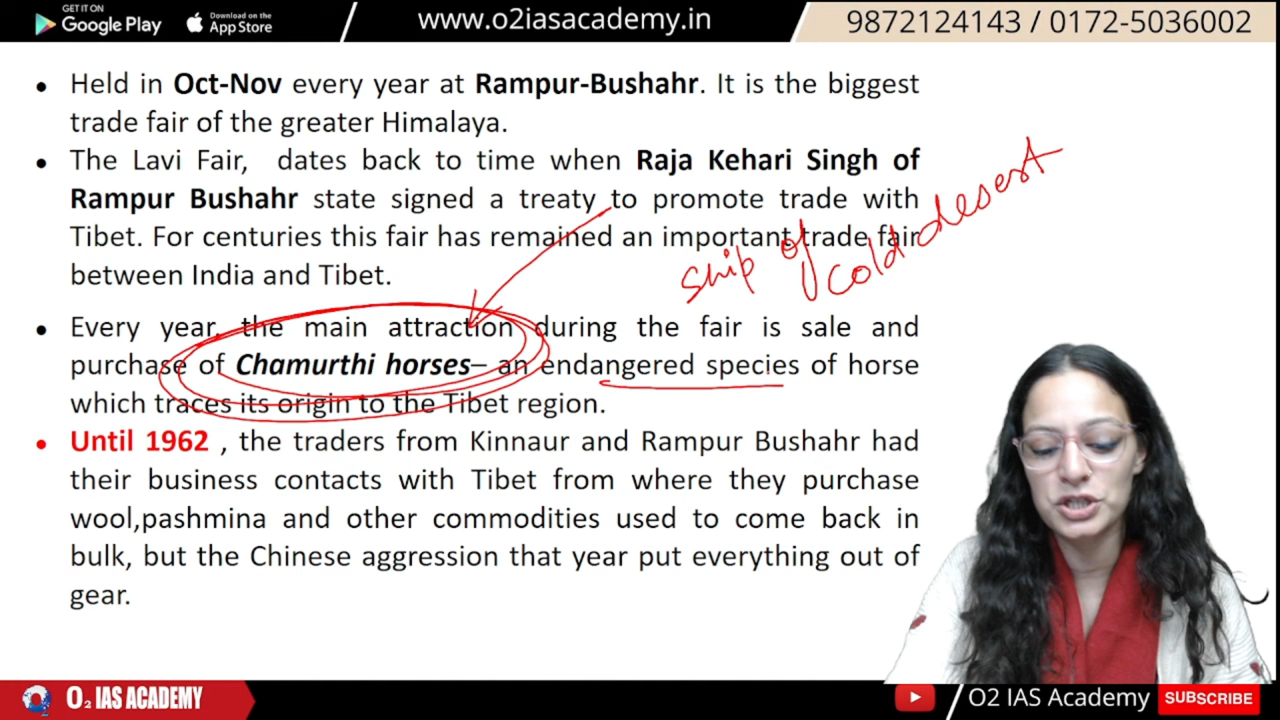 GET IT ON
Google Play
Download on the
App Store
www.o2iasacademy.in
9872124143 / 0172-5036002
• Held in Oct-Nov every year at Rampur-Bushahr. It is the biggest
trade fair of the greater Himalaya.
• The Lavi Fair, dates back to time when Raja Kehari Singh of
Rampur Bushahr state signed a treaty to promote trade with
Tibet. For centuries this fair has remained an important trade fair
between India and Tibet.
Ship of cold desert
• Every year, the main attraction during the fair is sale and
purchase of Chamurthi horses– an endangered species of horse
which traces its origin to the Tibet region.
• Until 1962 , the traders from Kinnaur and Rampur Bushahr had
their business contacts with Tibet from where they purchase
wool,pashmina and other commodities used to come back in
bulk, but the Chinese aggression that year put everything out of
gear.
O₂ IAS ACADEMY
/ O2 IAS Academy SUBSCRIBE